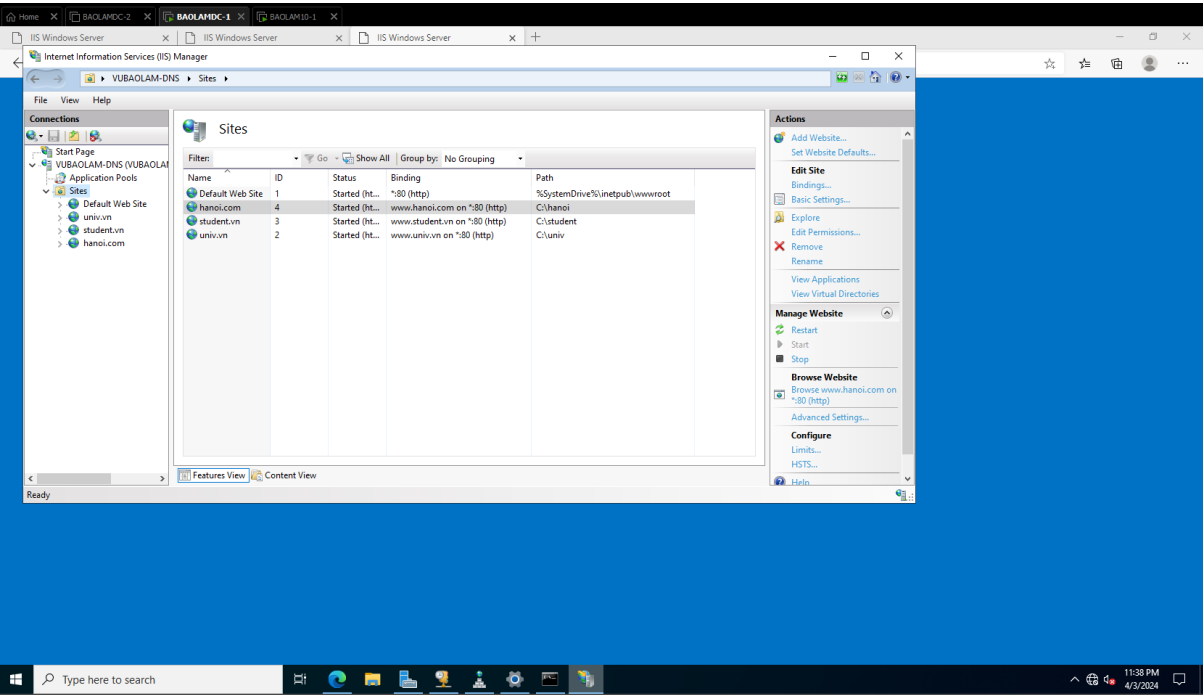 Home BAOLAMDC-2 BAOLAMDC-1 BAOLAM10-1
IIS Windows Server IIS Windows Server IIS Windows Server
Internet Information Services (IIS) Manager
VUBAOLAM-DNS Sites
File View Help
Connections
Start Page
VUBAOLAM-DNS (VUBAOLAM
Application Pools
Sites
Default Web Site
univ.vn
student.vn
hanoi.com
Sites
Filter: Go Show All Group by: No Grouping
Name ID Status Binding Path
Default Web Site 1 Started (ht... *:80 (http) %SystemDrive%\inetpub\wwwroot
hanoi.com 4 Started (ht... www.hanoi.com on *:80 (http) C:\hanoi
student.vn 3 Started (ht... www.student.vn on *:80 (http) C:\student
univ.vn 2 Started (ht... www.univ.vn on *:80 (http) C:\univ
Features View Content View
Ready
Actions
Add Website...
Set Website Defaults...
Edit Site
Bindings...
Basic Settings...
Explore
Edit Permissions...
Remove
Rename
View Applications
View Virtual Directories
Manage Website
Restart
Start
Stop
Browse Website
Browse www.hanoi.com on
*:80 (http)
Advanced Settings...
Configure
Limits...
HSTS...
Help
Type here to search
11:38 PM
4/3/2024